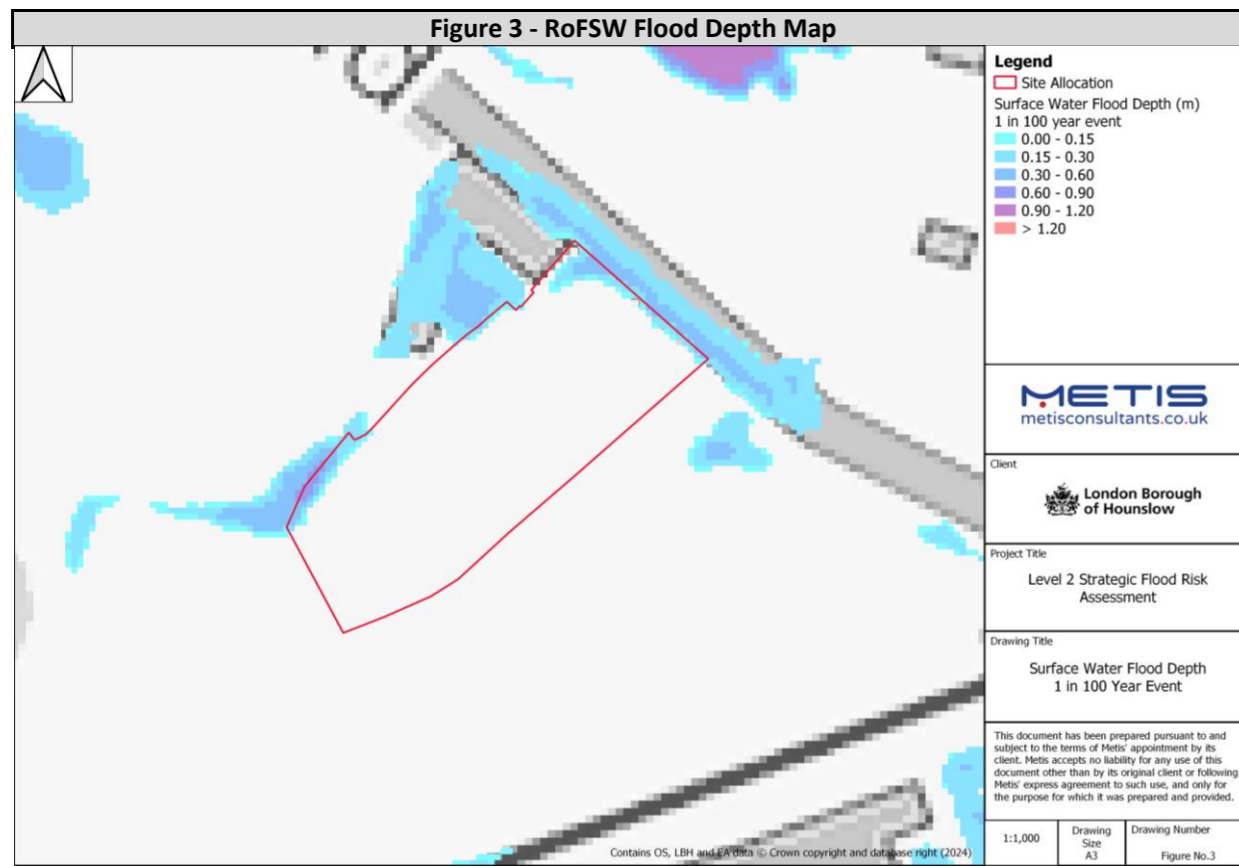 Figure 3 - RoFSW Flood Depth Map
Legend
Site Allocation
Surface Water Flood Depth (m)
1 in 100 year event
0.00 - 0.15
0.15 - 0.30
0.30 - 0.60
0.60 - 0.90
0.90 - 1.20
> 1.20
METIS
metisconsultants.co.uk
Client
London Borough
of Hounslow
Project Title
Level 2 Strategic Flood Risk
Assessment
Drawing Title
Surface Water Flood Depth
1 in 100 Year Event
This document has been prepared pursuant to and
subject to the terms of Metis' appointment by its
client. Metis accepts no liability for any use of this
document other than by its original client or following
Metis' express agreement to such use, and only for
the purpose for which it was prepared and provided.
1:1,000
Drawing
Size
A3
Drawing Number
Figure No.3
Contains OS, LBH and EA data © Crown copyright and database right (2024)